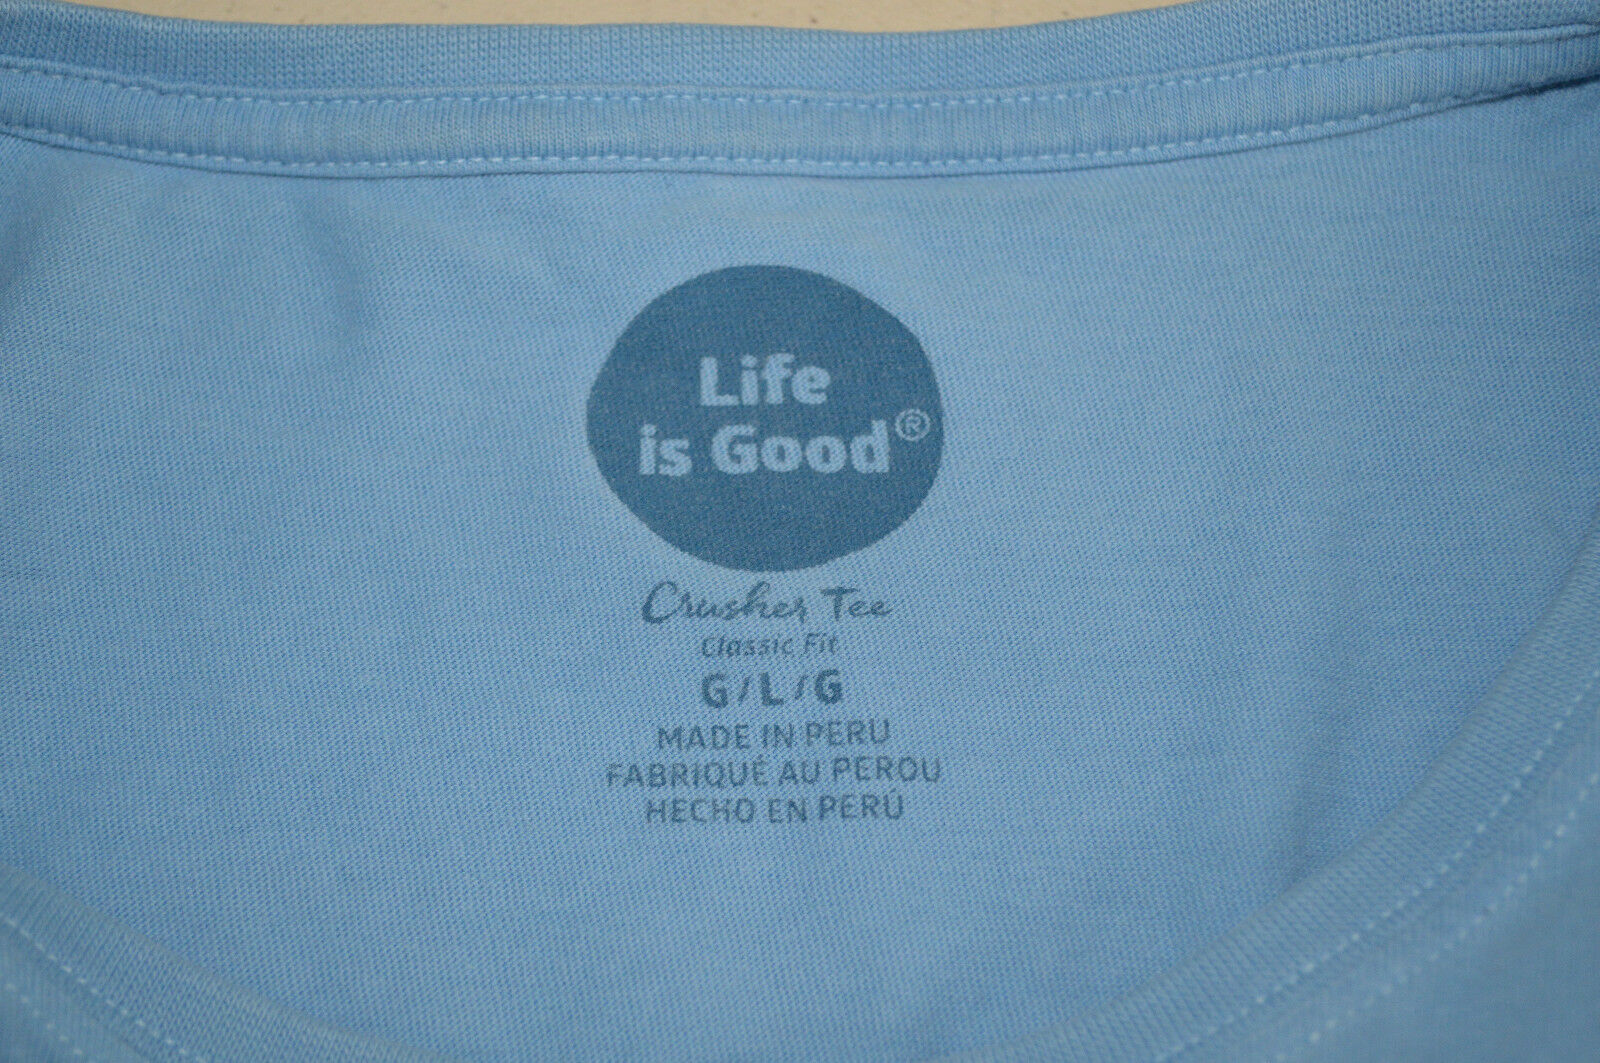 Life
is Good®
Crusher Tee
Classic Fit
G / L / G
MADE IN PERU
FABRIQUÉ AU PEROU
HECHO EN PERÚ